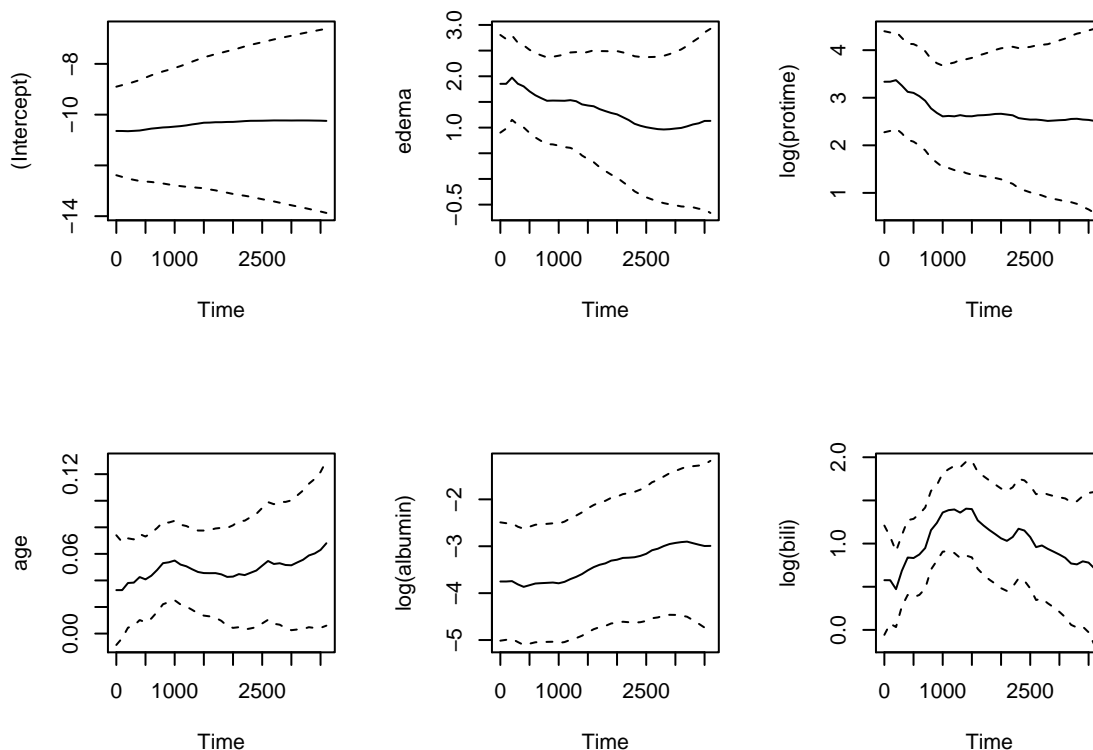 (Intercept)
−8
−10
−14
0 1000 2500
Time
edema
3.0
2.0
1.0
−0.5
0 1000 2500
Time
log(protime)
4
3
2
1
0 1000 2500
Time
age
0.12
0.06
0.00
0 1000 2500
Time
log(albumin)
−2
−3
−4
−5
0 1000 2500
Time
log(bili)
2.0
1.0
0.0
0 1000 2500
Time